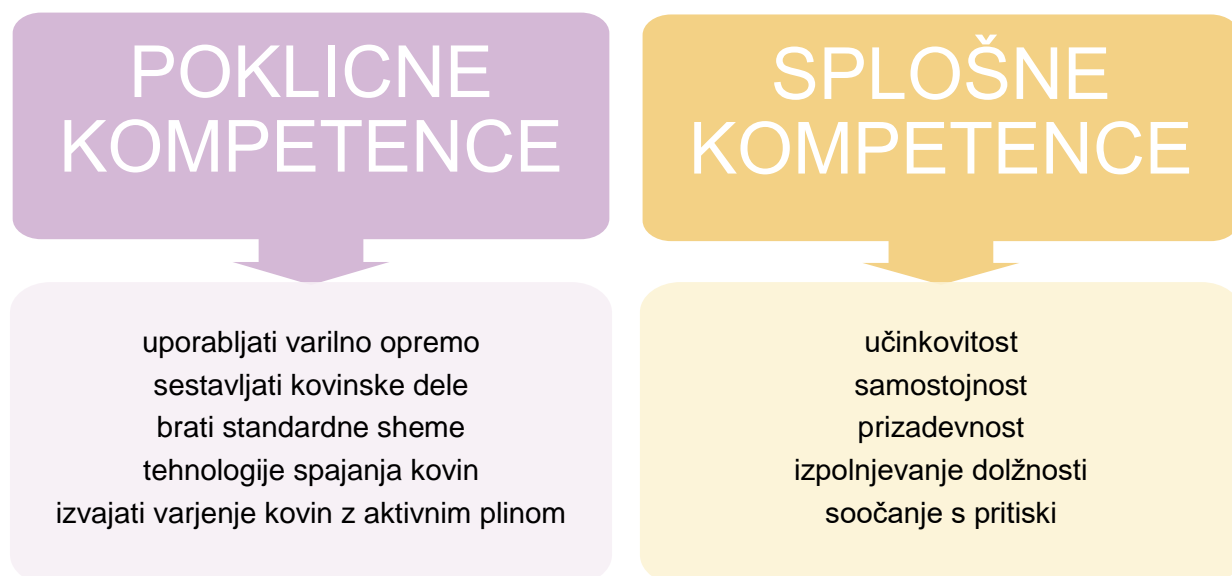 POKLICNE
KOMPETENCE
uporabljati varilno opremo
sestavljati kovinske dele
brati standardne sheme
tehnologije spajanja kovin
izvajati varjenje kovin z aktivnim plinom
SPLOŠNE
KOMPETENCE
učinkovitost
samostojnost
prizadevnost
izpolnjevanje dolžnosti
soočanje s pritiski